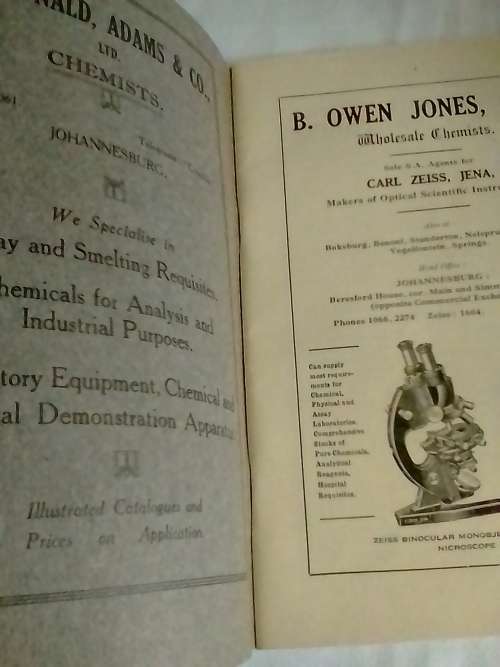 NALD, ADAMS & CO.,
LTD.
CHEMISTS.
JOHANNESBURG.
We Specialise in
ay and Smelting Requisites.
hemicals for Analysis and
Industrial Purposes.
tory Equipment, Chemical and
al Demonstration Apparatus
Illustrated Catalogues and
Prices on Application.
B. OWEN JONES,
Wholesale Chemists.
Sole S.A. Agents for
CARL ZEISS, JENA,
Makers of Optical Scientific Instru
Also at
Boksburg, Benoni, Standerton, Nelspru
Vogelfontein, Springs.
Head Office:
JOHANNESBURG:
Beresford House, cor. Main and Simm
(opposite Commercial Exch
Phones 1066, 2274 Zeiss: 1604.
Can supply
most require-
ments for
Chemical,
Physical and
Assay
Laboratories.
Comprehensive
Stocks of
Pure Chemicals,
Analytical
Reagents,
Hospital
Requisites.
ZEISS BINOCULAR MONOBJE
MICROSCOPE